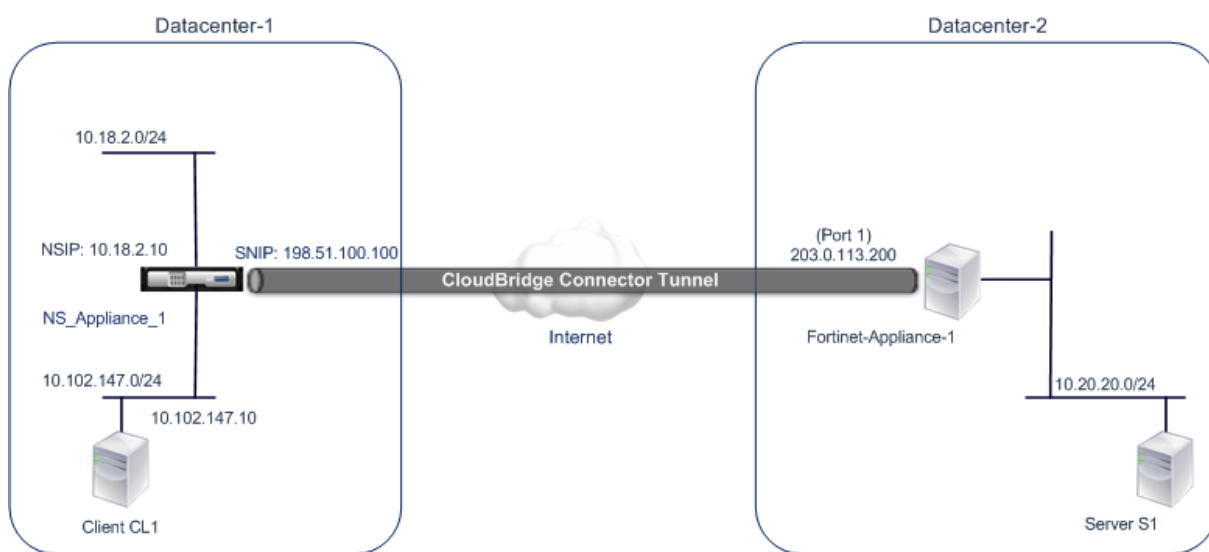 Datacenter-1
Datacenter-2
10.18.2.0/24
NSIP: 10.18.2.10
SNIP: 198.51.100.100
(Port 1)
203.0.113.200
CloudBridge Connector Tunnel
NS_Appliance_1
Internet
Fortinet-Appliance-1
10.102.147.0/24
10.102.147.10
10.20.20.0/24
Client CL1
Server S1